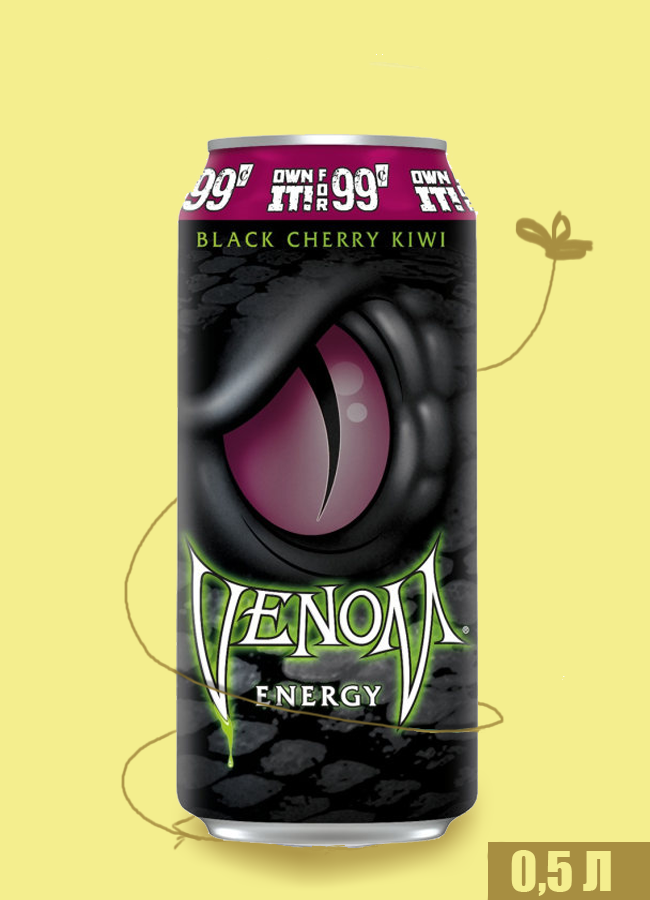 99¢ OWN IT! FOR 99¢ OWN IT!
BLACK CHERRY KIWI
VENOM®
ENERGY
0,5 Л